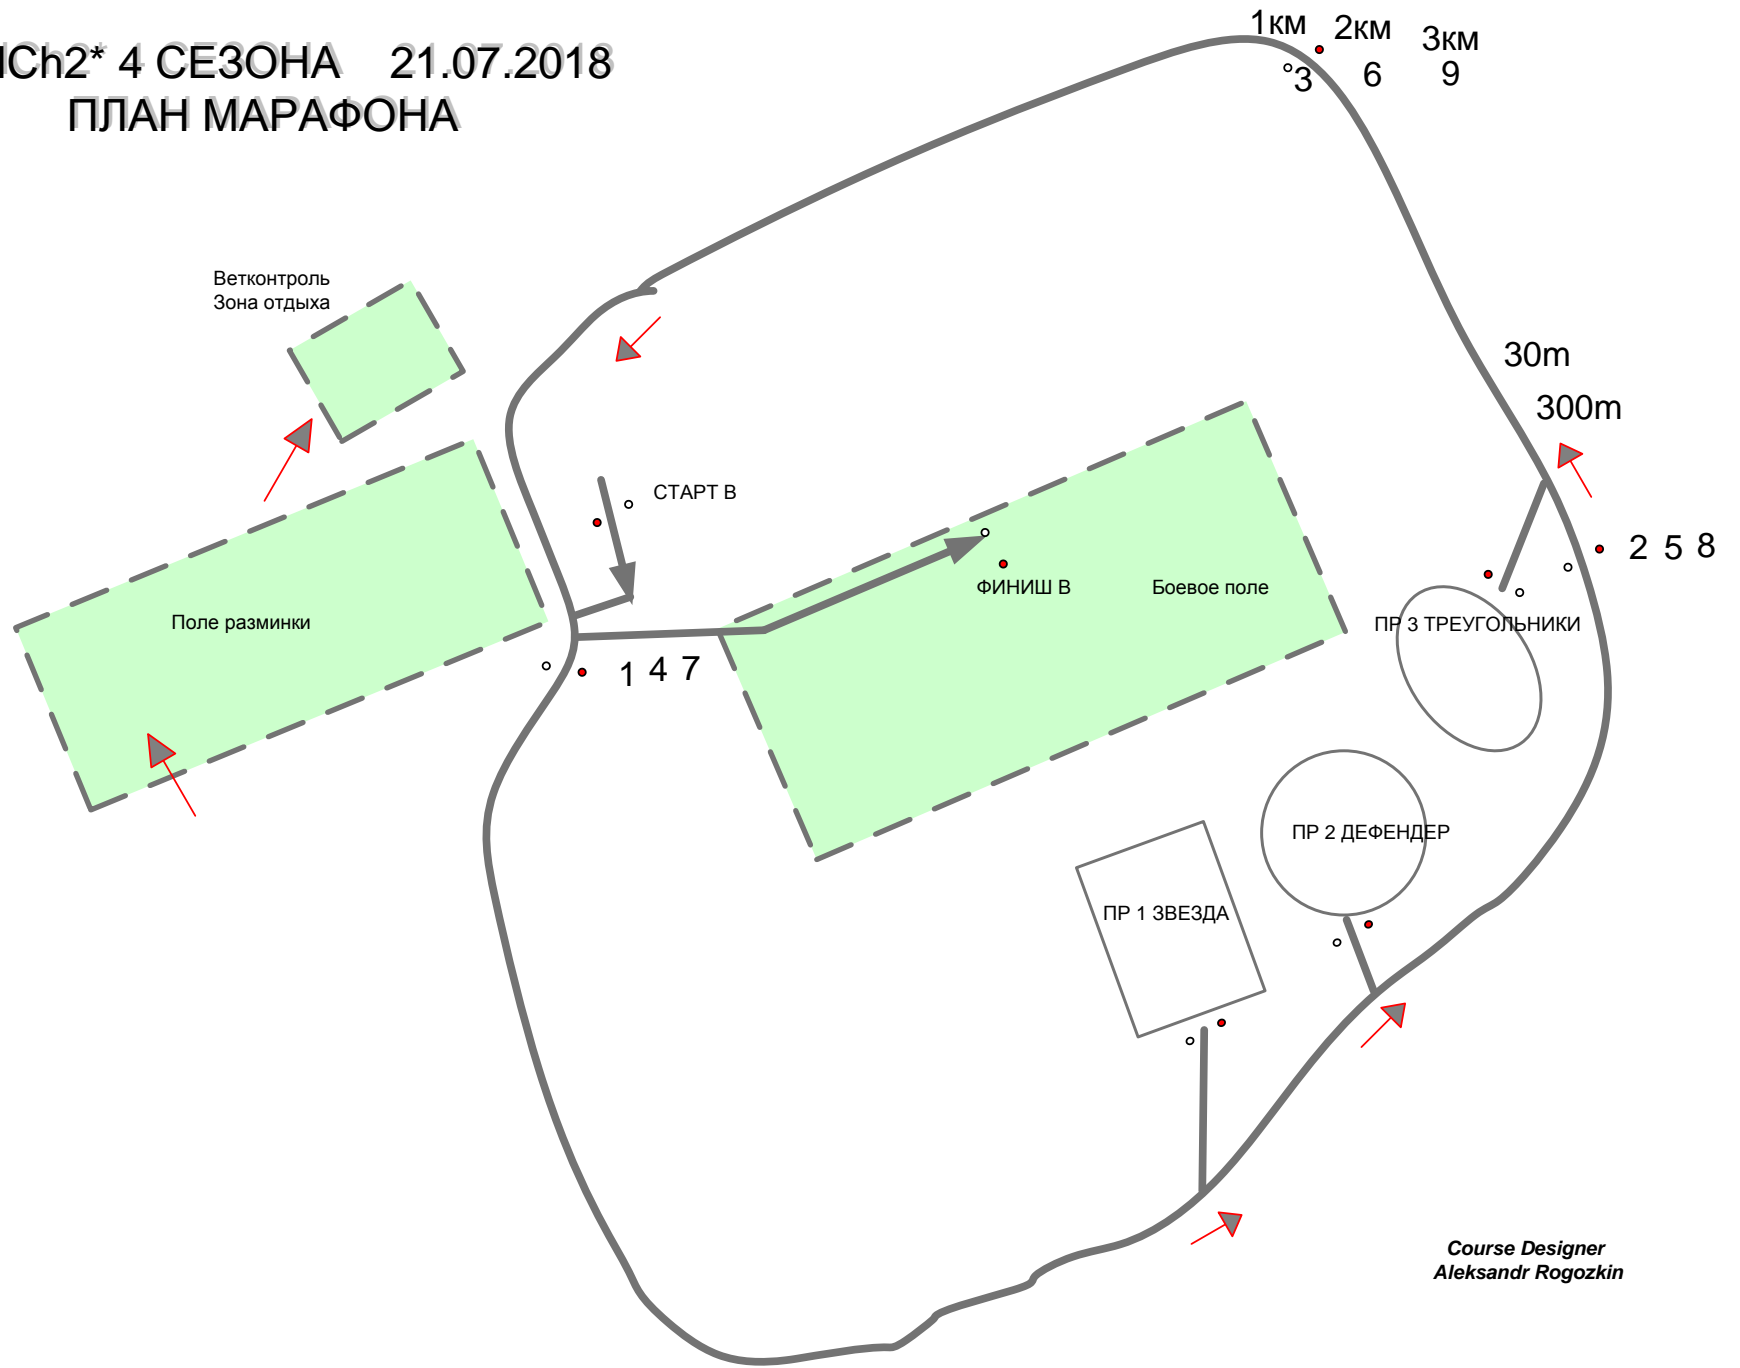 Ch2* 4 СЕЗОНА 21.07.2018
ПЛАН МАРАФОНА
1км 2км 3км
3 6 9
Ветконтроль
Зона отдыха
30m
300m
СТАРТ В
2 5 8
ФИНИШ В
Боевое поле
Поле разминки
ПР 3 ТРЕУГОЛЬНИКИ
1 4 7
ПР 2 ДЕФЕНДЕР
ПР 1 ЗВЕЗДА
Course Designer
Aleksandr Rogozkin